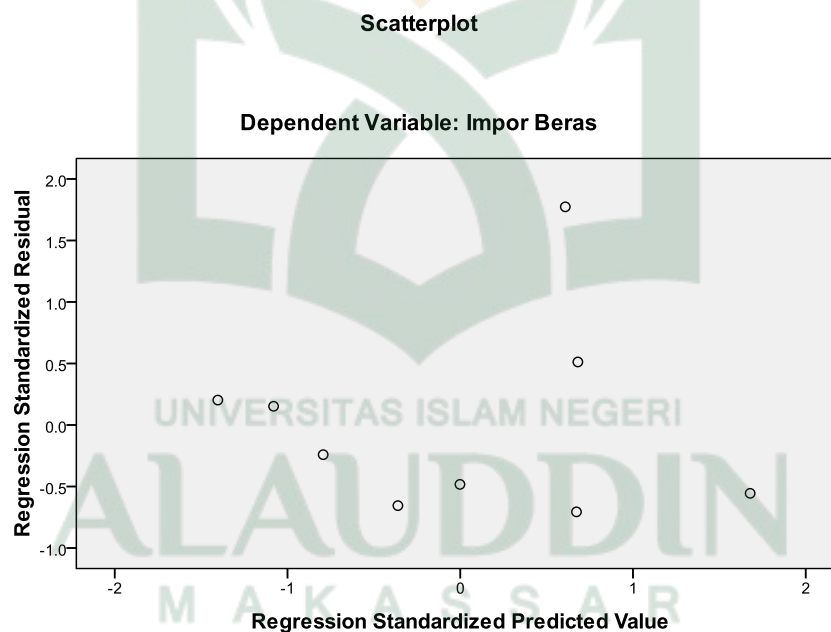 Scatterplot
Dependent Variable: Impor Beras
Regression Standardized Residual
2.0
1.5
1.0
0.5
0.0
-0.5
-1.0
UNIVERSITAS ISLAM NEGERI
ALAUDDIN
-2 -1 0 1 2
M A K A S S A R
Regression Standardized Predicted Value